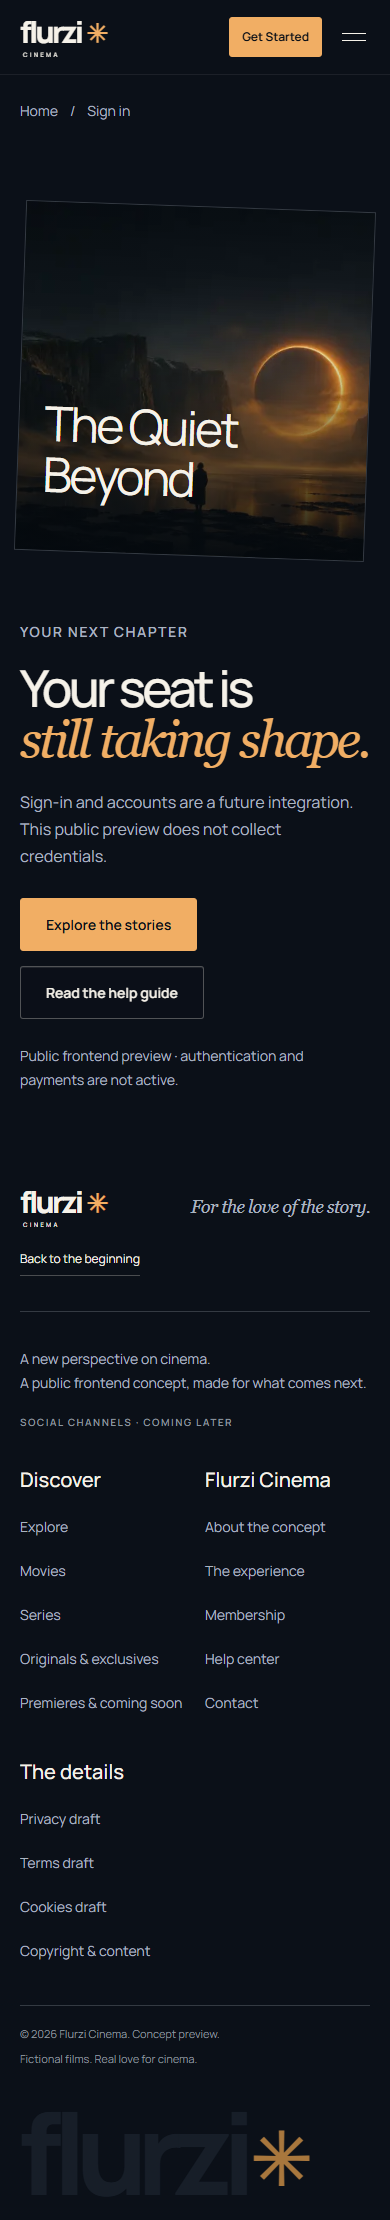 flurzi
CINEMA
Get Started
Home / Sign in
The Quiet
Beyond
YOUR NEXT CHAPTER
Your seat is
still taking shape.
Sign-in and accounts are a future integration.
This public preview does not collect
credentials.
Explore the stories
Read the help guide
Public frontend preview · authentication and
payments are not active.
flurzi
CINEMA
For the love of the story.
Back to the beginning
A new perspective on cinema.
A public frontend concept, made for what comes next.
SOCIAL CHANNELS · COMING LATER
Discover
Explore
Movies
Series
Originals & exclusives
Premieres & coming soon
Flurzi Cinema
About the concept
The experience
Membership
Help center
Contact
The details
Privacy draft
Terms draft
Cookies draft
Copyright & content
© 2026 Flurzi Cinema. Concept preview.
Fictional films. Real love for cinema.
flurzi